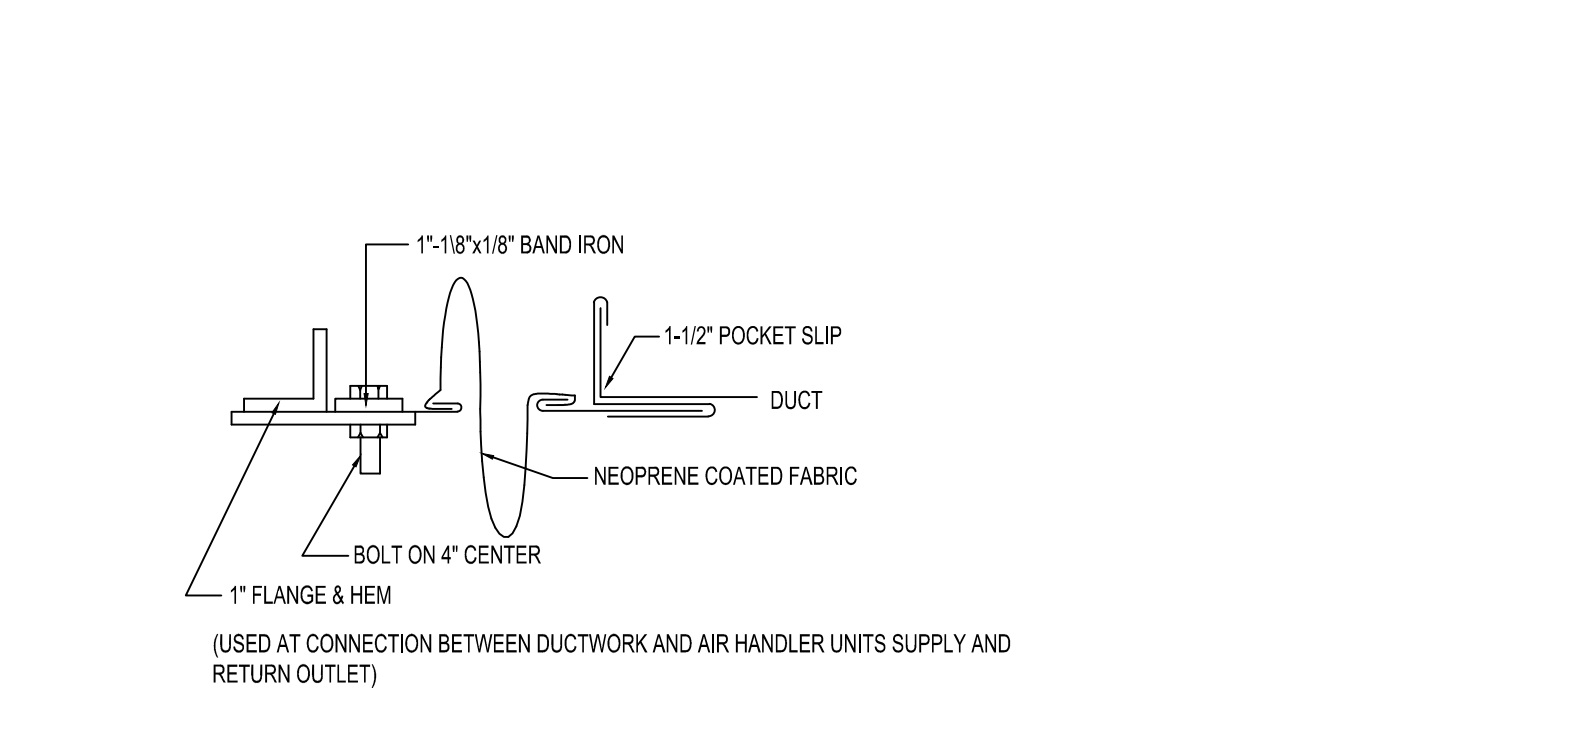 1"-1\8"x1/8" BAND IRON
1-1/2" POCKET SLIP
DUCT
NEOPRENE COATED FABRIC
BOLT ON 4" CENTER
1" FLANGE & HEM
(USED AT CONNECTION BETWEEN DUCTWORK AND AIR HANDLER UNITS SUPPLY AND
RETURN OUTLET)